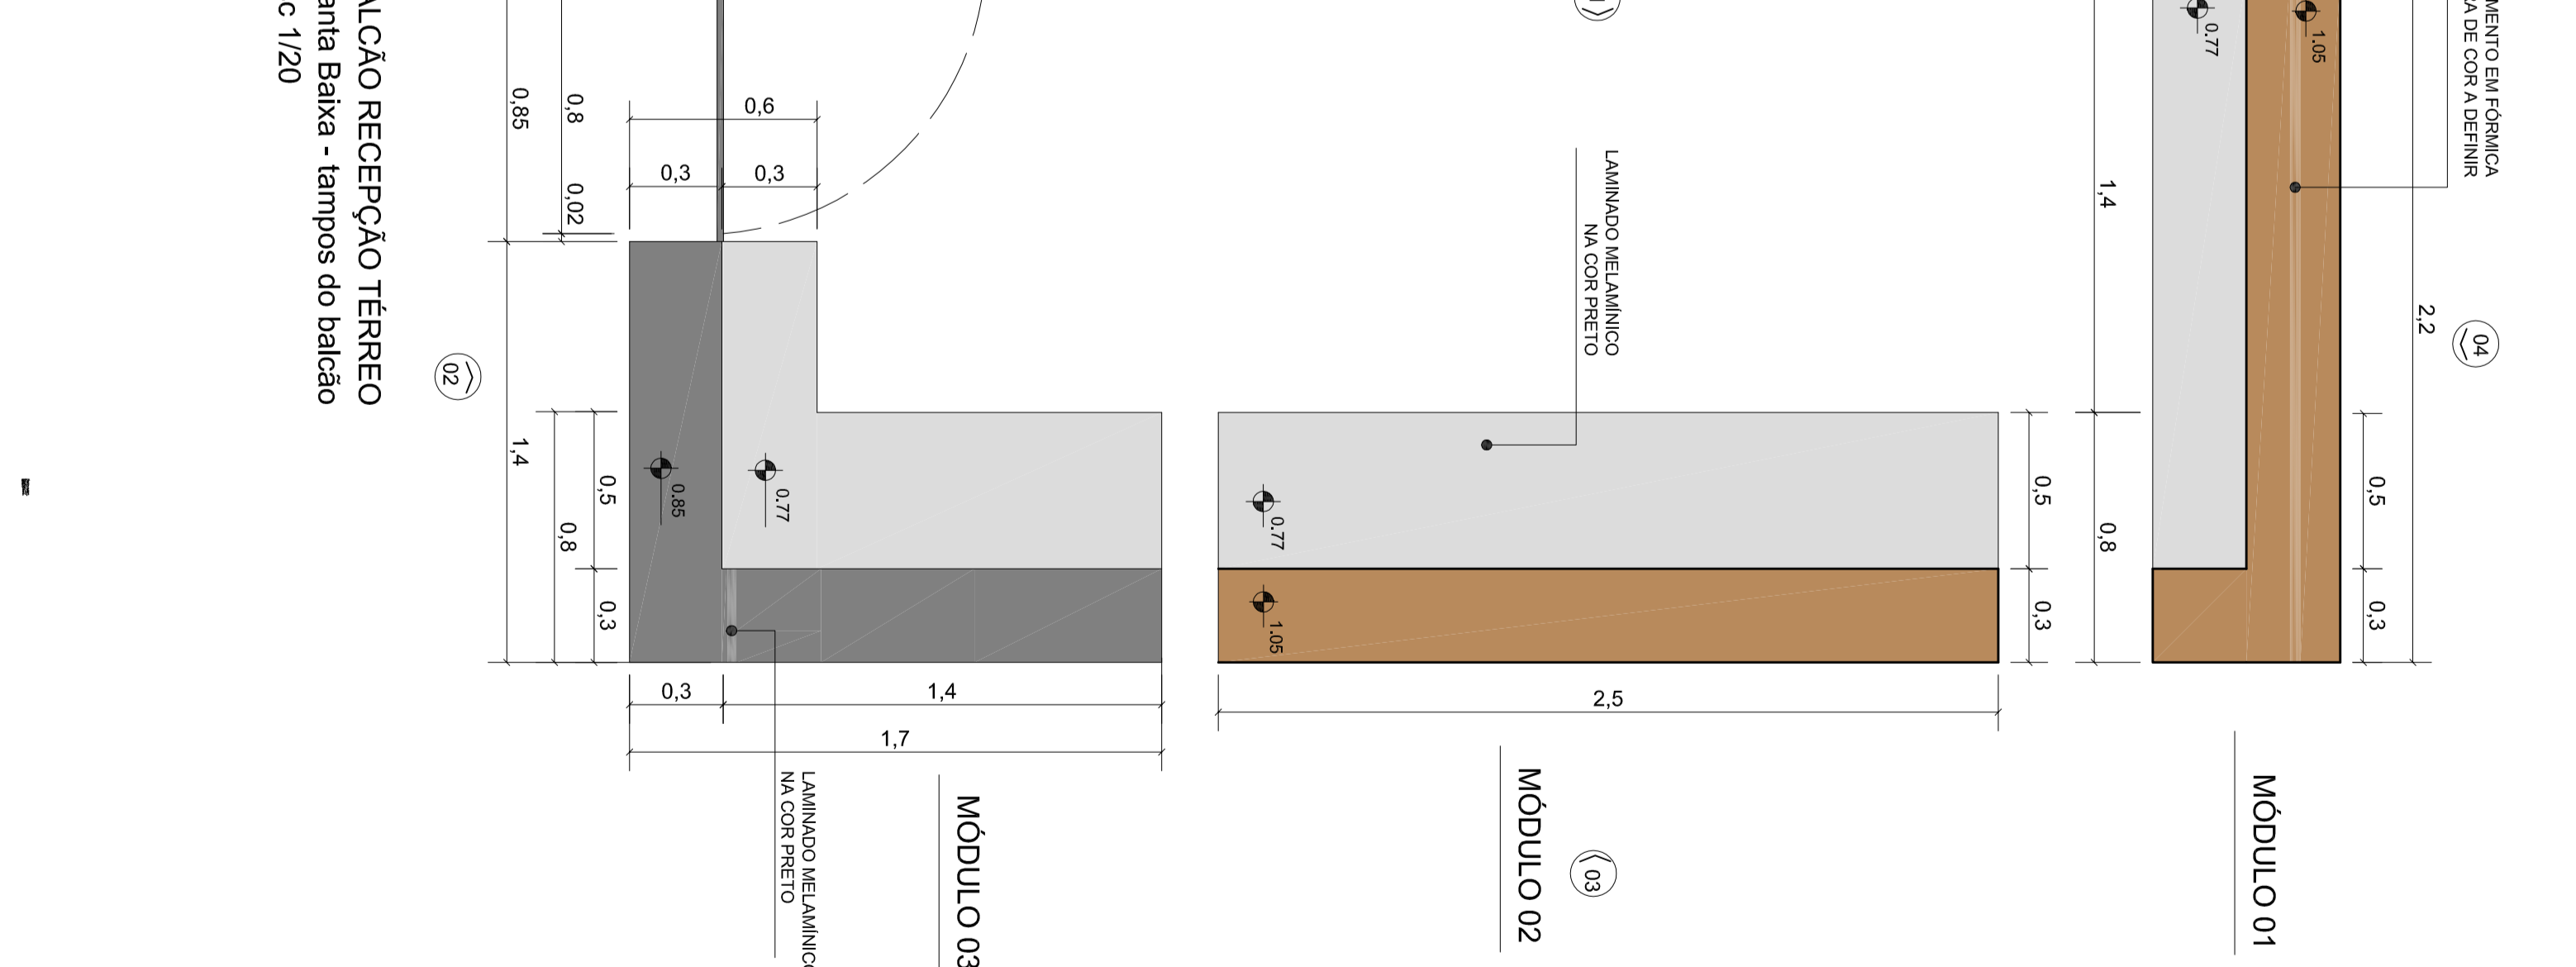 ALCÃO RECEPÇÃO TÉRREO
anta Baixa - tampos do balcão
c 1/20
0,85
0,8
0,02
0,6
0,3
0,3
02
1,4
0,8
0,5
0,3
0.85
0.77
0,3
1,4
1,7
LAMINADO MELAMÍNICO
NA COR PRETO
MÓDULO 03
LAMINADO MELAMÍNICO
NA COR PRETO
0.77
1.05
0,5
0,3
2,5
MÓDULO 02
03
1,4
0,8
0.77
1.05
MENTO EM FÓRMICA
RA DE COR A DEFINIR
2,2
04
0,5
0,3
MÓDULO 01